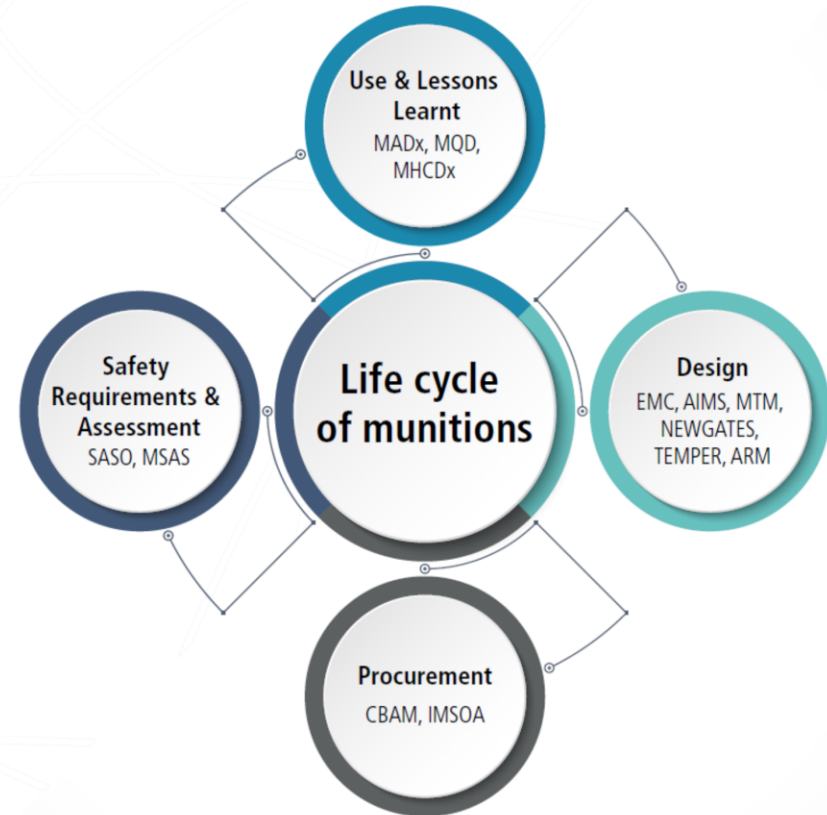 Use & Lessons
Learnt
MADx, MQD,
MHCDx
Safety
Requirements &
Assessment
SASO, MSAS
Life cycle
of munitions
Design
EMC, AIMS, MTM,
NEWGATES,
TEMPER, ARM
Procurement
CBAM, IMSOA